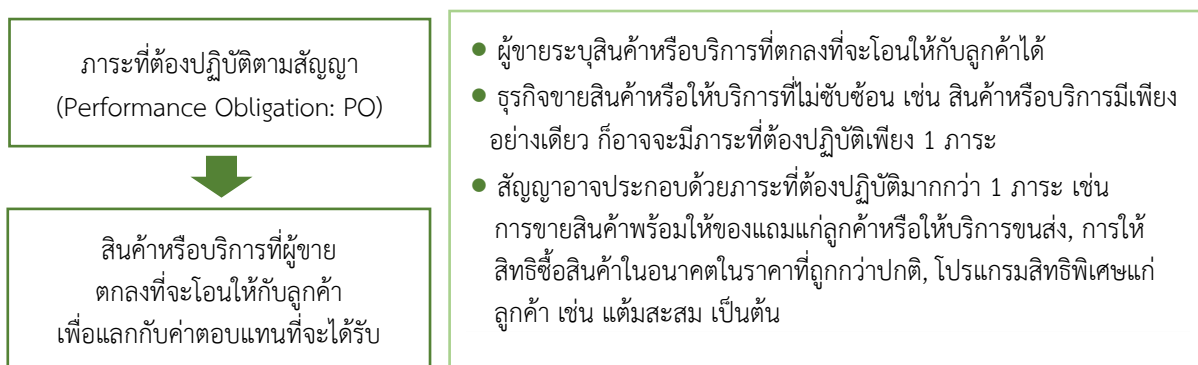 ภาระที่ต้องปฏิบัติตามสัญญา
(Performance Obligation: PO)
สินค้าหรือบริการที่ผู้ขาย
ตกลงที่จะโอนให้กับลูกค้า
เพื่อแลกกับค่าตอบแทนที่จะได้รับ
● ผู้ขายระบุสินค้าหรือบริการที่ตกลงที่จะโอนให้กับลูกค้าได้
● ธุรกิจขายสินค้าหรือให้บริการที่ไม่ซับซ้อน เช่น สินค้าหรือบริการมีเพียง
อย่างเดียว ก็อาจจะมีภาระที่ต้องปฏิบัติเพียง 1 ภาระ
● สัญญาอาจประกอบด้วยภาระที่ต้องปฏิบัติมากกว่า 1 ภาระ เช่น
การขายสินค้าพร้อมให้ของแถมแก่ลูกค้าหรือให้บริการขนส่ง, การให้
สิทธิซื้อสินค้าในอนาคตในราคาที่ถูกกว่าปกติ, โปรแกรมสิทธิพิเศษแก่
ลูกค้า เช่น แต้มสะสม เป็นต้น